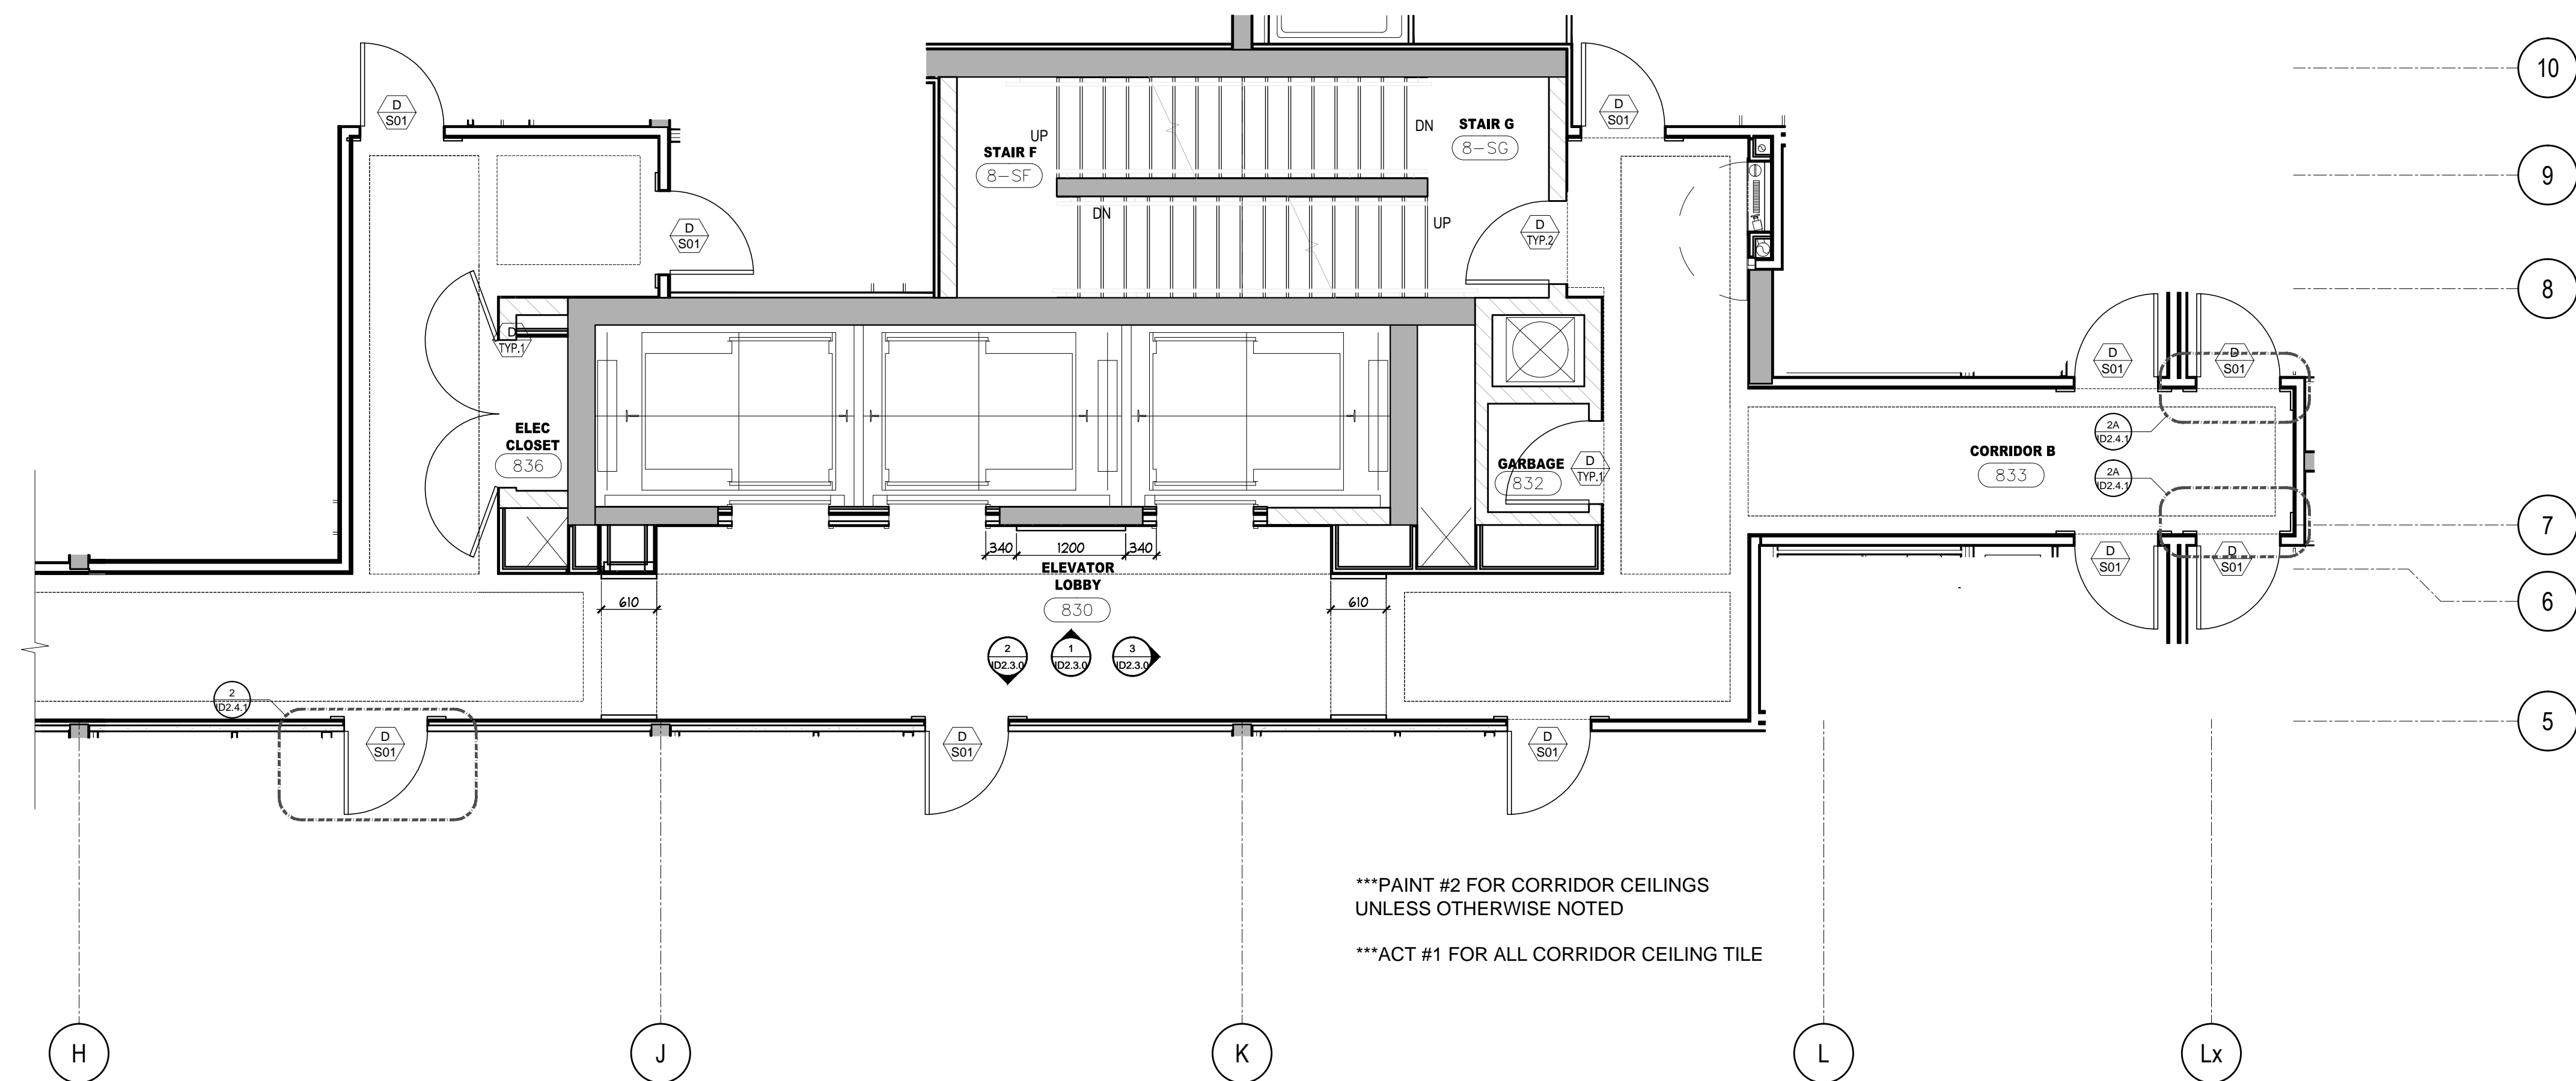 10
D
S01
D
S01
UP
DN
STAIR G
8-SG
STAIR F
8-SF
9
D
S01
DN
UP
D
TYP.2
8
D
TYP.1
D
S01
D
S01
ELEC
CLOSET
836
GARBAGE
832
D
TYP.1
CORRIDOR B
833
2A
ID2.4.1
2A
ID2.4.1
7
340
1200
340
D
S01
D
S01
ELEVATOR
LOBBY
830
610
610
6
2
ID2.3.0
1
ID2.3.0
3
ID2.3.0
2
ID2.4.1
5
D
S01
D
S01
D
S01
***PAINT #2 FOR CORRIDOR CEILINGS
UNLESS OTHERWISE NOTED
***ACT #1 FOR ALL CORRIDOR CEILING TILE
H
J
K
L
Lx